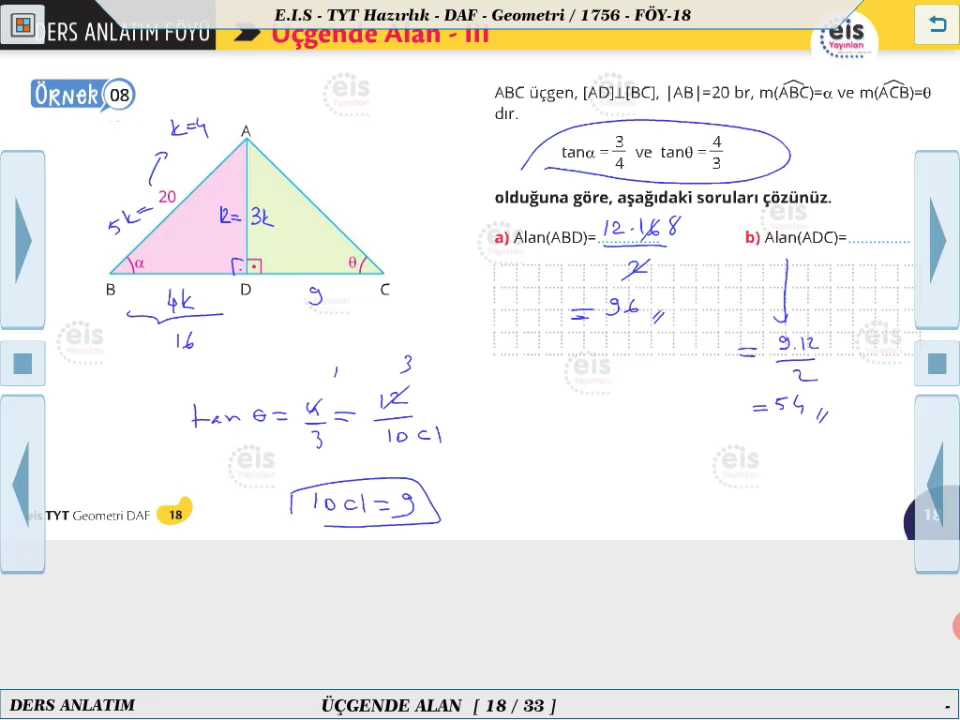 E.I.S - TYT Hazırlık - DAF - Geometri / 1756 - FÖY-18
DERS ANLATIM FÖYÜ
Üçgende Alan - III
eis
Yayınları
Örnek 08
ABC üçgen, [AD]⊥[BC], |AB|=20 br, m(ABC)=α ve m(ACB)=θ
dır.
tanα = 3/4 ve tanθ = 4/3
olduğuna göre, aşağıdaki soruları çözünüz.
a) Alan(ABD)=.............. 12.16 8
2
= 96 //
b) Alan(ADC)=..............
= 9.12/2
= 54 //
k=4
A
20
5k=
12= 3k
α
θ
B
D
C
4k
9
16
1 3
tan θ = 4/3 = 12/|DC|
|DC|=9
eis TYT Geometri DAF 18
18
DERS ANLATIM
ÜÇGENDE ALAN [ 18 / 33 ]
-